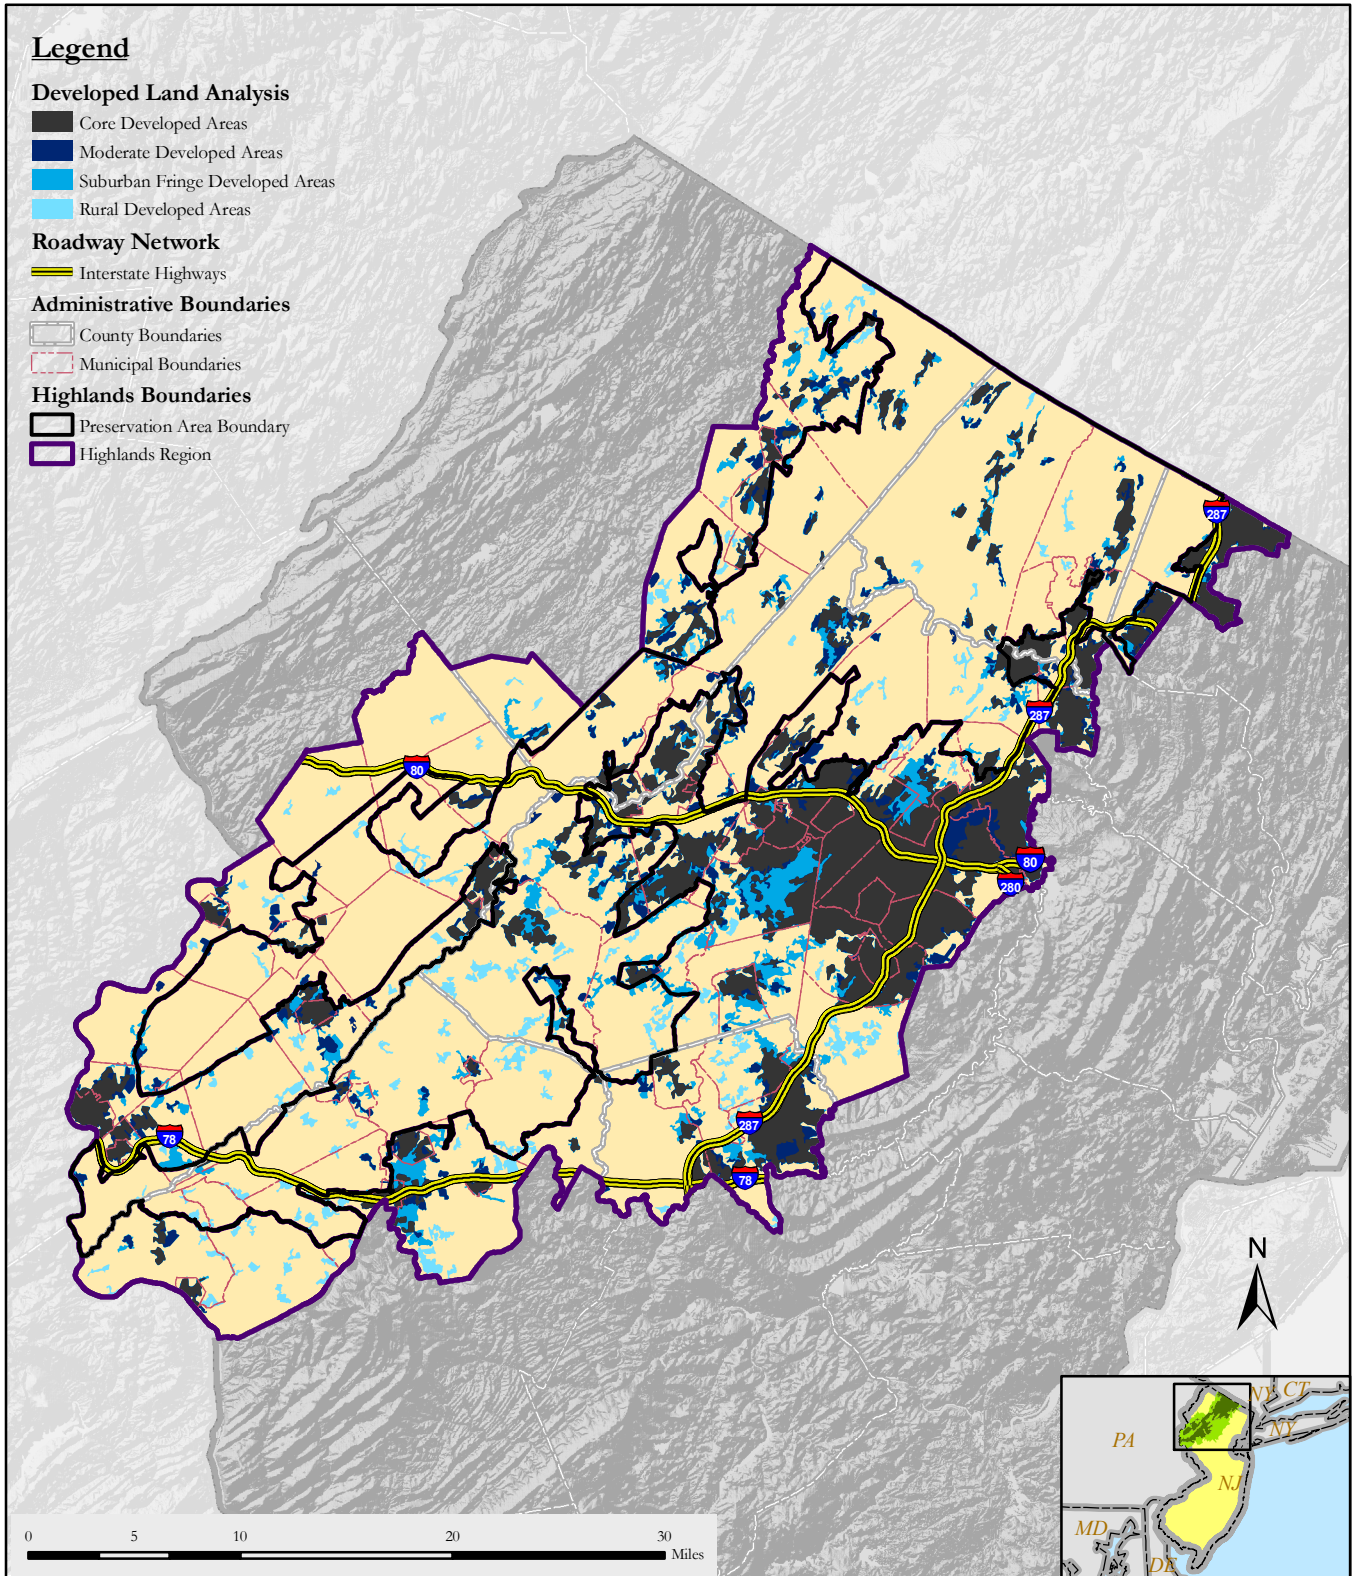 Legend
Developed Land Analysis
Core Developed Areas
Moderate Developed Areas
Suburban Fringe Developed Areas
Rural Developed Areas
Roadway Network
Interstate Highways
Administrative Boundaries
County Boundaries
Municipal Boundaries
Highlands Boundaries
Preservation Area Boundary
Highlands Region
287
287
80
80
280
78
287
78
N
NY CT
PA
NY
NJ
MD
DE
0 5 10 20 30
Miles